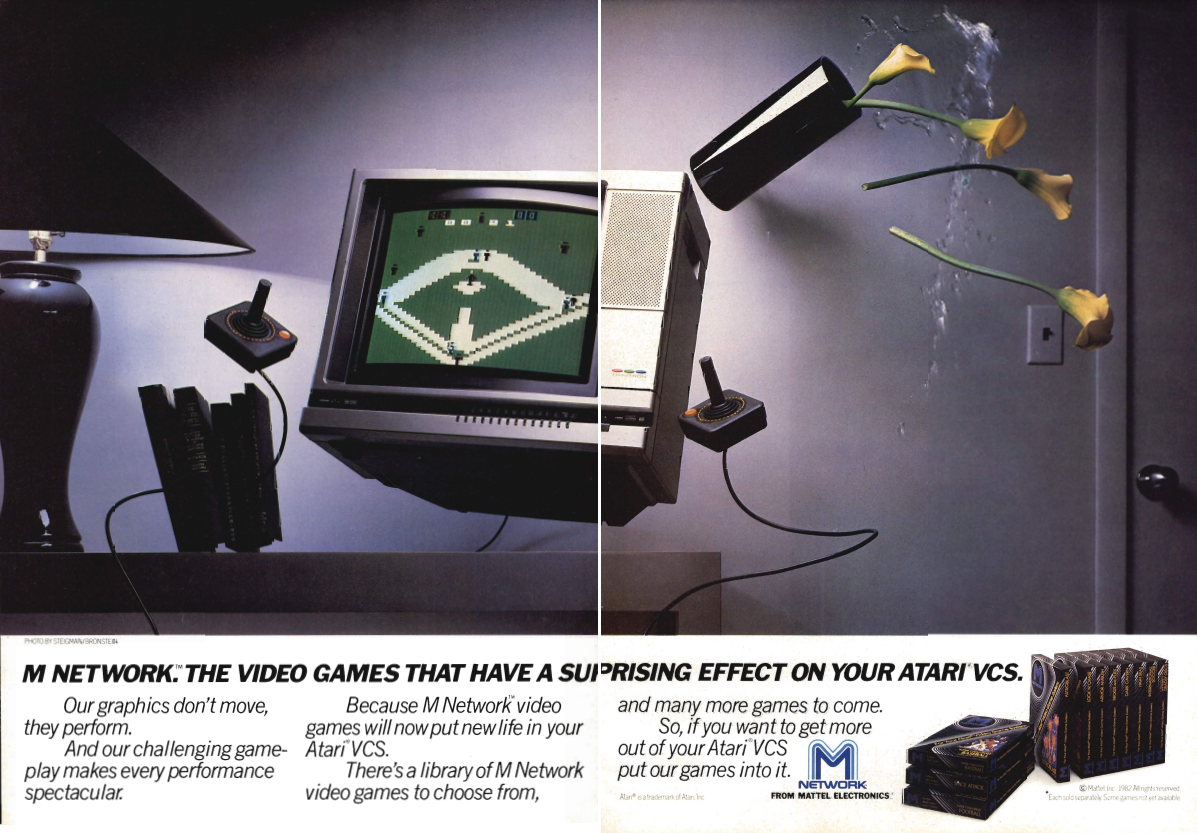 PHOTO BY STEIGMAN/BRONSTEIN
M NETWORK.™ THE VIDEO GAMES THAT HAVE A SURPRISING EFFECT ON YOUR ATARI® VCS.
Our graphics don't move,
they perform.
And our challenging game-
play makes every performance
spectacular.
Because M Network™ video
games will now put new life in your
Atari® VCS.
There's a library of M Network
video games to choose from,
and many more games to come.
So, if you want to get more
out of your Atari® VCS
put our games into it.
M
NETWORK
FROM MATTEL ELECTRONICS.*
Atari® is a trademark of Atari, Inc.
© Mattel Inc. 1982 All rights reserved
*Each sold separately. Some games not yet available.